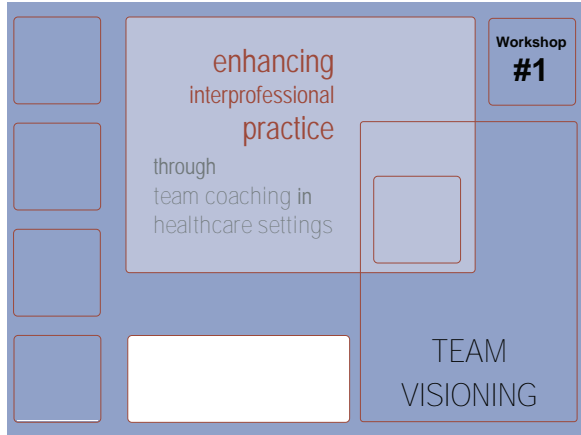 enhancing
interprofessional
practice
through
team coaching in
healthcare settings
Workshop
#1
TEAM
VISIONING